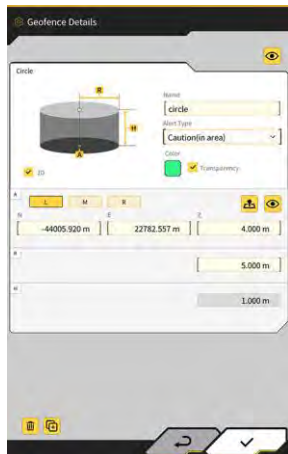 Geofence Details
Circle
R
H
A
2D
Name
circle
Alert Type
Caution(in area)
Color
Transparency
A
L M R
N E Z
-44005.920 m 22782.557 m 4.000 m
R
5.000 m
H
1.000 m